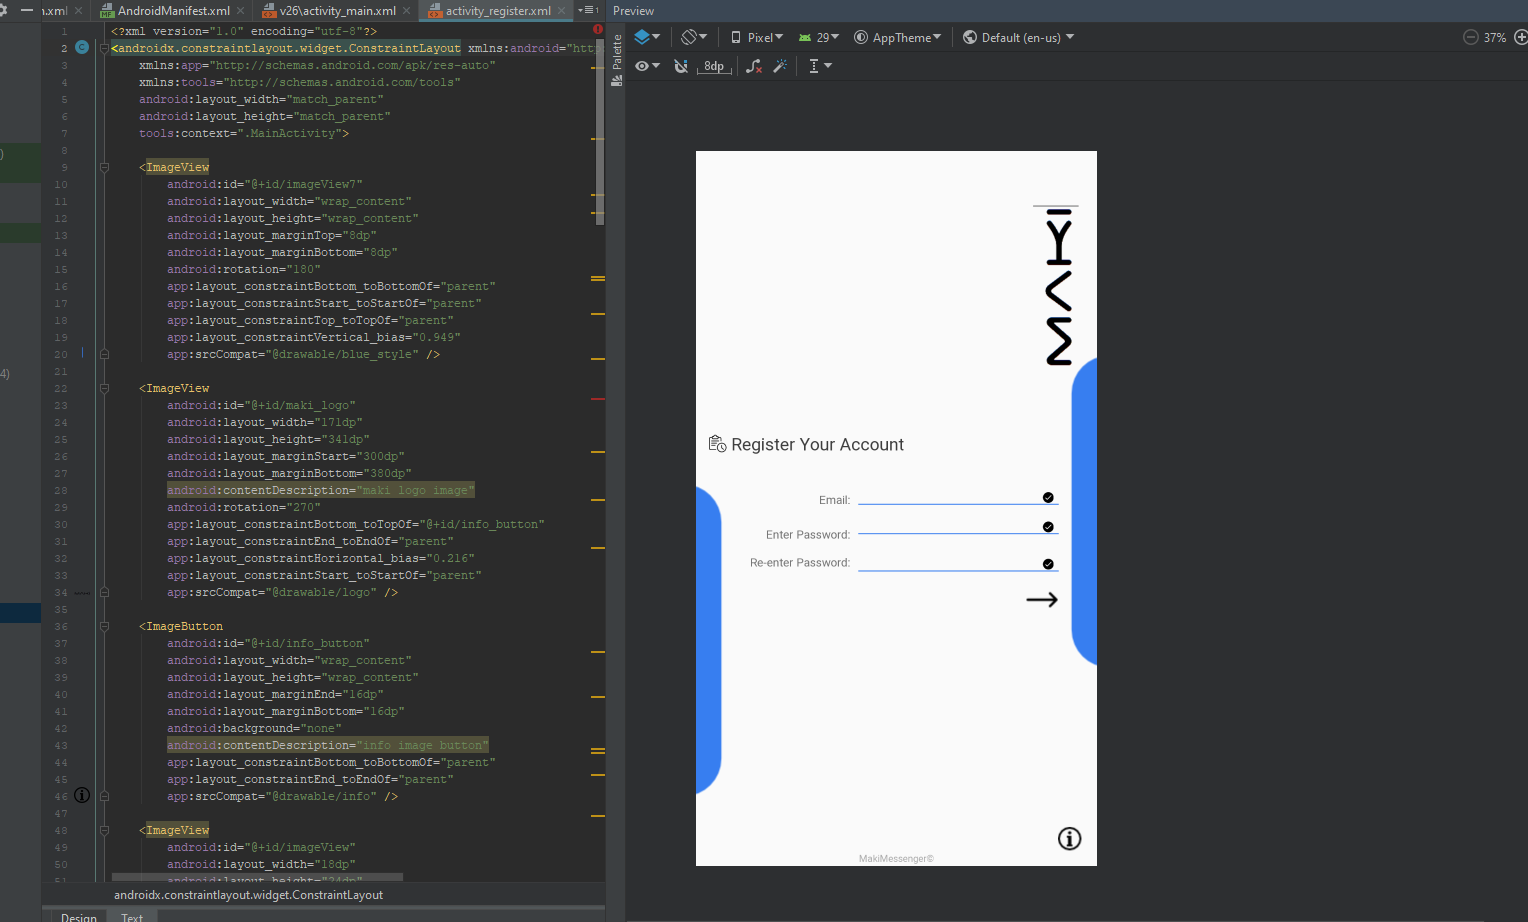 n.xml
AndroidManifest.xml
v26\activity_main.xml
activity_register.xml
Preview
Palette
Pixel
29
AppTheme
Default (en-us)
37%
8dp
1 <?xml version="1.0" encoding="utf-8"?>
2 <androidx.constraintlayout.widget.ConstraintLayout xmlns:android="http:
3 xmlns:app="http://schemas.android.com/apk/res-auto"
4 xmlns:tools="http://schemas.android.com/tools"
5 android:layout_width="match_parent"
6 android:layout_height="match_parent"
7 tools:context=".MainActivity">
8
9 <ImageView
10 android:id="@+id/imageView7"
11 android:layout_width="wrap_content"
12 android:layout_height="wrap_content"
13 android:layout_marginTop="8dp"
14 android:layout_marginBottom="8dp"
15 android:rotation="180"
16 app:layout_constraintBottom_toBottomOf="parent"
17 app:layout_constraintStart_toStartOf="parent"
18 app:layout_constraintTop_toTopOf="parent"
19 app:layout_constraintVertical_bias="0.949"
20 app:srcCompat="@drawable/blue_style" />
21
22 <ImageView
23 android:id="@+id/maki_logo"
24 android:layout_width="171dp"
25 android:layout_height="341dp"
26 android:layout_marginStart="300dp"
27 android:layout_marginBottom="380dp"
28 android:contentDescription="maki logo image"
29 android:rotation="270"
30 app:layout_constraintBottom_toTopOf="@+id/info_button"
31 app:layout_constraintEnd_toEndOf="parent"
32 app:layout_constraintHorizontal_bias="0.216"
33 app:layout_constraintStart_toStartOf="parent"
34 app:srcCompat="@drawable/logo" />
35
36 <ImageButton
37 android:id="@+id/info_button"
38 android:layout_width="wrap_content"
39 android:layout_height="wrap_content"
40 android:layout_marginEnd="16dp"
41 android:layout_marginBottom="16dp"
42 android:background="none"
43 android:contentDescription="info image button"
44 app:layout_constraintBottom_toBottomOf="parent"
45 app:layout_constraintEnd_toEndOf="parent"
46 app:srcCompat="@drawable/info" />
47
48 <ImageView
49 android:id="@+id/imageView"
50 android:layout_width="18dp"
51 android:layout_height="24dp"
androidx.constraintlayout.widget.ConstraintLayout
Design
Text
)
4)
Register Your Account
Email:
Enter Password:
Re-enter Password:
MakiMessenger©